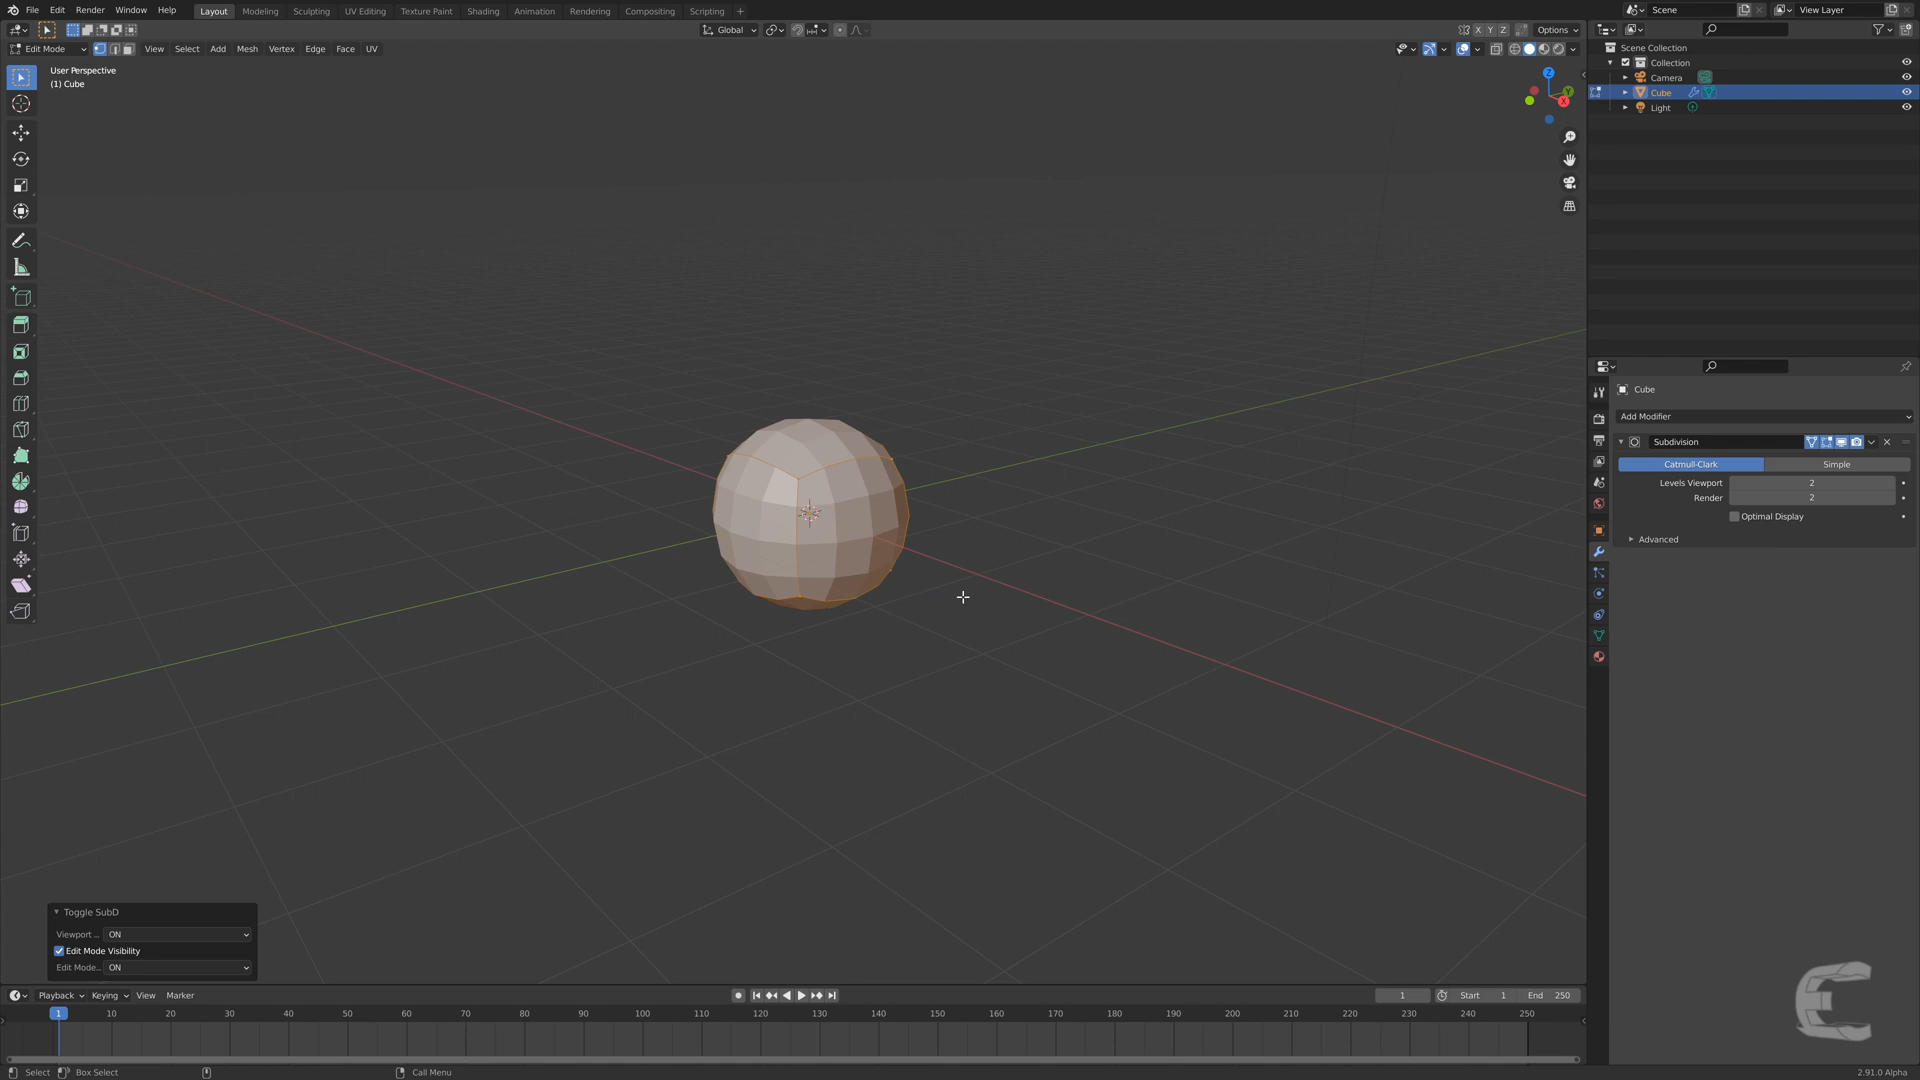 File Edit Render Window Help Layout Modeling Sculpting UV Editing Texture Paint Shading Animation Rendering Compositing Scripting + Scene View Layer
Global X Y Z Options
Edit Mode View Select Add Mesh Vertex Edge Face UV
User Perspective
(1) Cube
Z
Y
X
Scene Collection
Collection
Camera
Cube
Light
Cube
Add Modifier
Subdivision
Catmull-Clark Simple
Levels Viewport 2
Render 2
Optimal Display
Advanced
Toggle SubD
Viewport ... ON
Edit Mode Visibility
Edit Mode... ON
Playback Keying View Marker 1 Start 1 End 250
1 10 20 30 40 50 60 70 80 90 100 110 120 130 140 150 160 170 180 190 200 210 220 230 240 250
Select Box Select Call Menu 2.91.0 Alpha